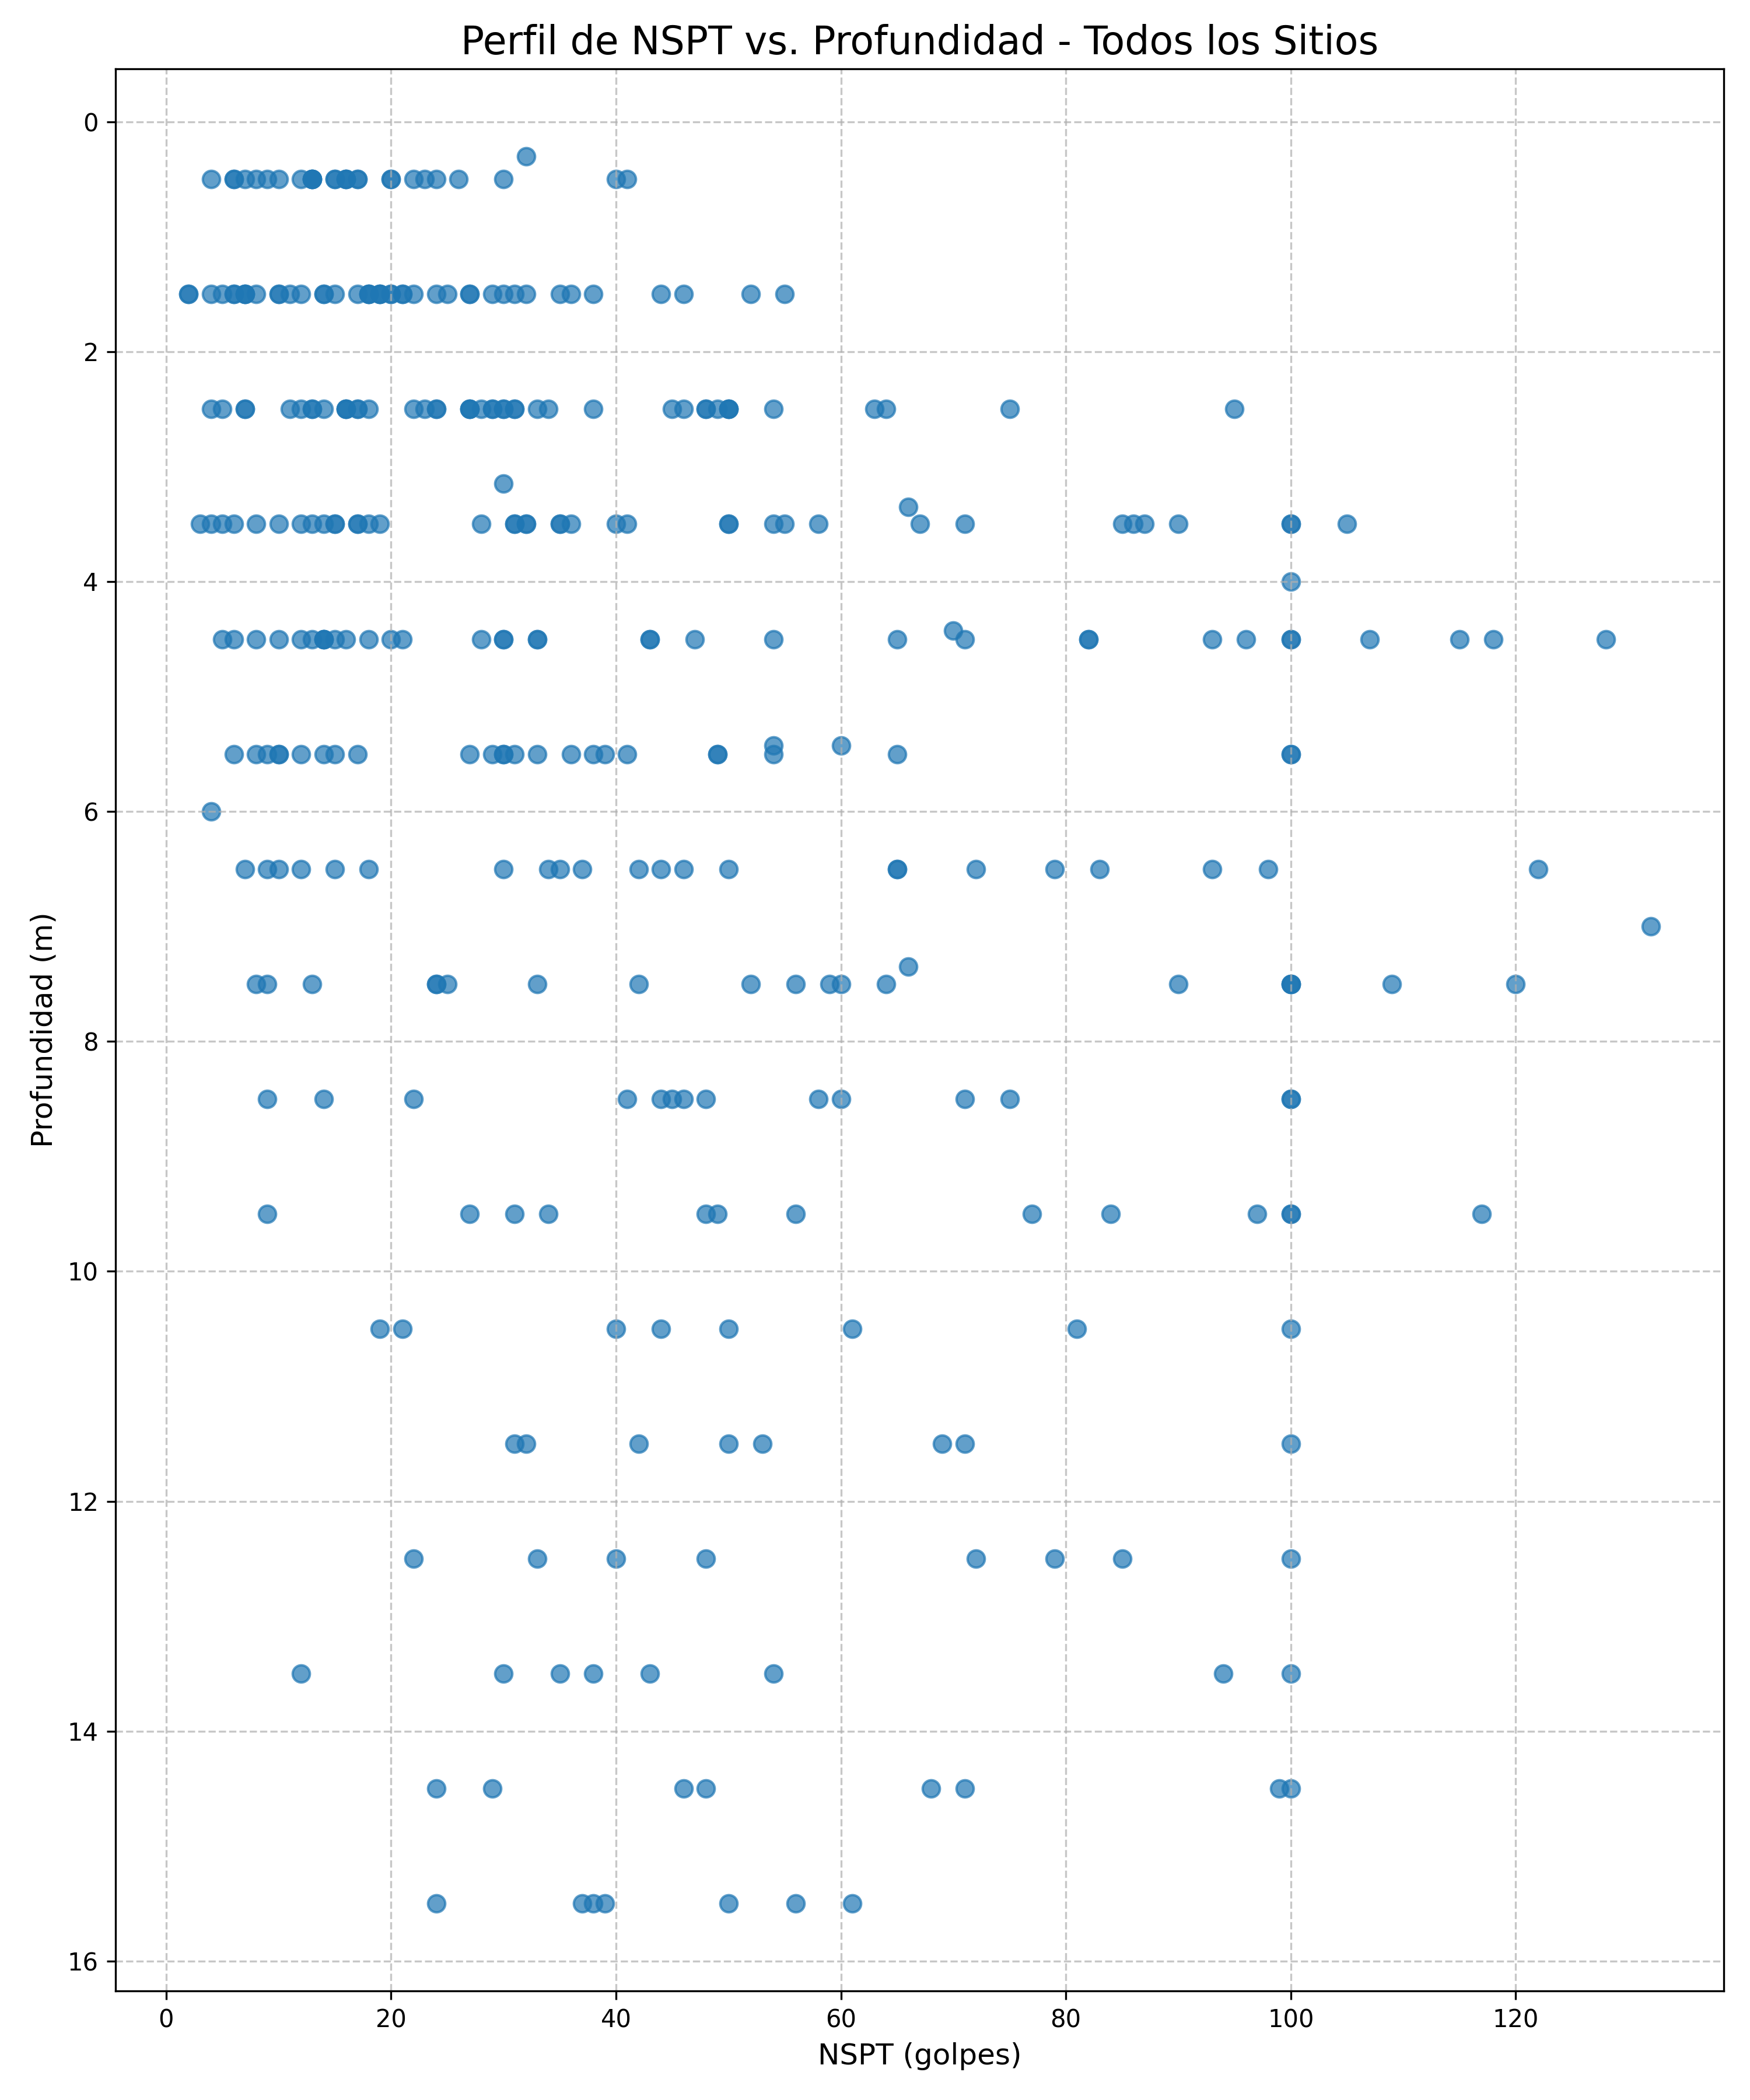 Perfil de NSPT vs. Profundidad - Todos los Sitios
0
2
4
6
8
10
12
14
16
Profundidad (m)
0 20 40 60 80 100 120
NSPT (golpes)